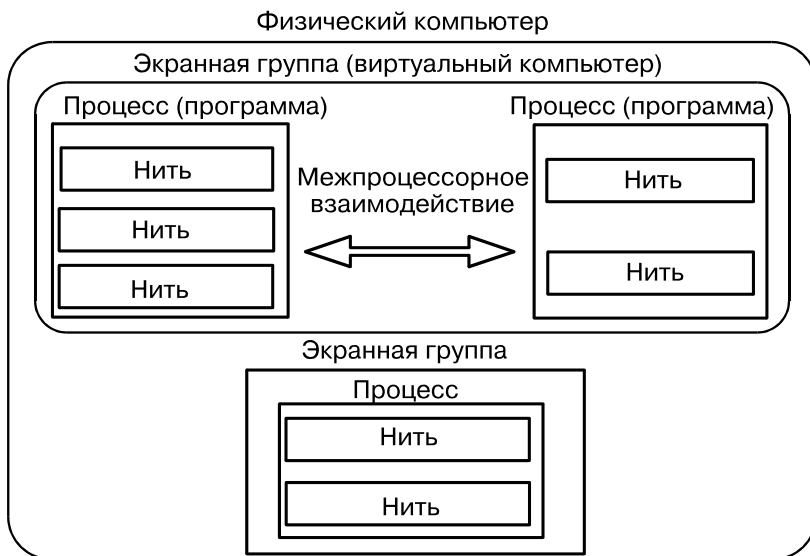 Физический компьютер
Экранная группа (виртуальный компьютер)
Процесс (программа)
Нить
Нить
Нить
Межпроцессорное
взаимодействие
Процесс (программа)
Нить
Нить
Экранная группа
Процесс
Нить
Нить